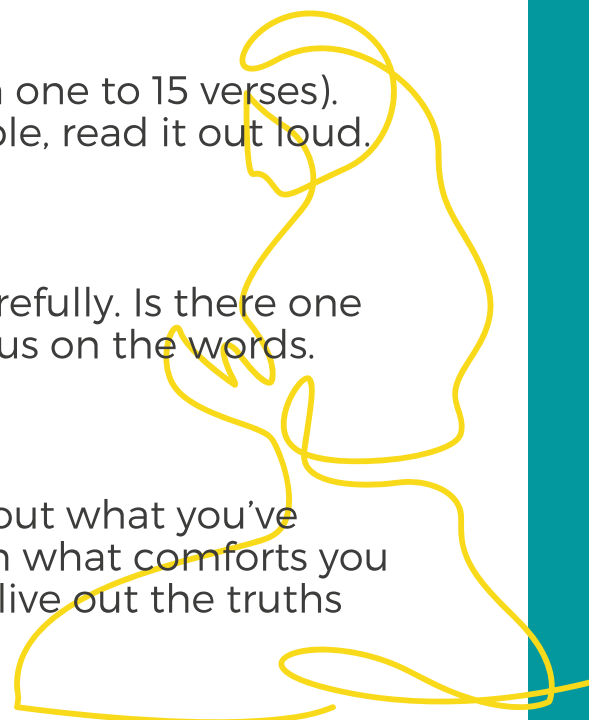 one to 15 verses).
ple, read it out loud.
refully. Is there one
us on the words.
out what you've
what comforts you
live out the truths